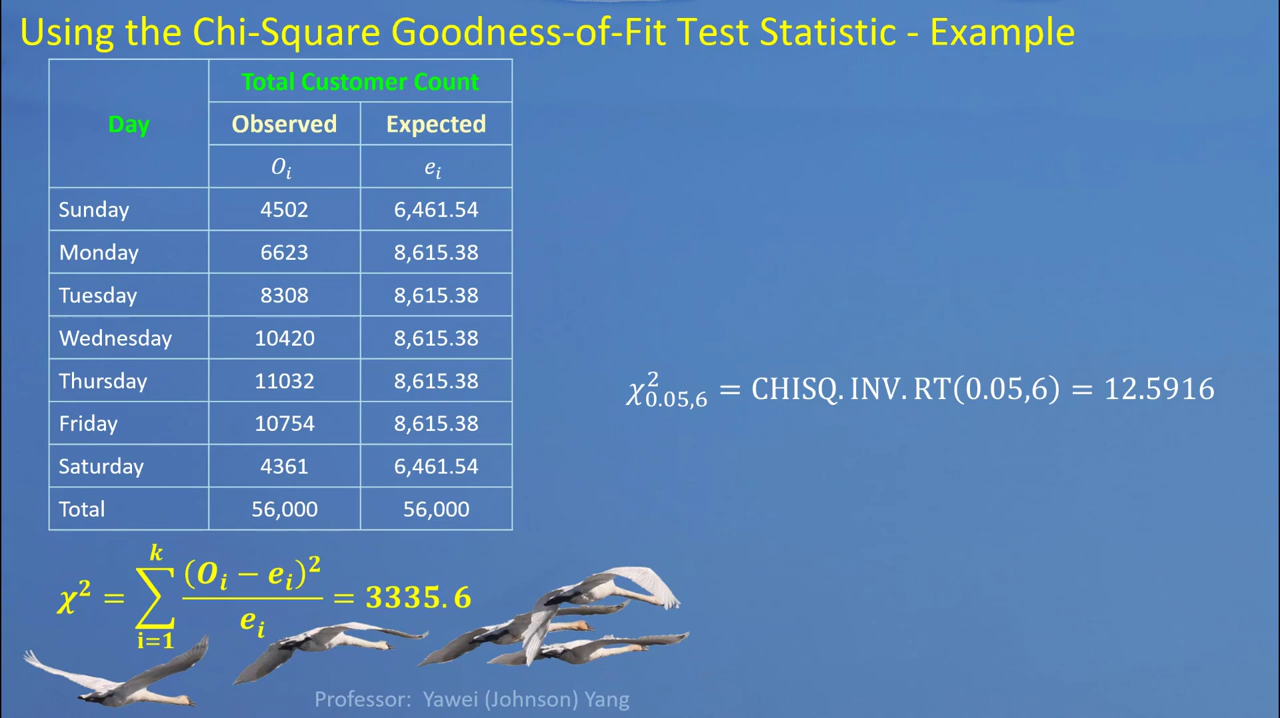 Using the Chi-Square Goodness-of-Fit Test Statistic - Example
Day
Total Customer Count
Observed Expected
Oᵢ eᵢ
Sunday 4502 6,461.54
Monday 6623 8,615.38
Tuesday 8308 8,615.38
Wednesday 10420 8,615.38
Thursday 11032 8,615.38
Friday 10754 8,615.38
Saturday 4361 6,461.54
Total 56,000 56,000
χ²₀.₀₅,₆ = CHISQ. INV. RT(0.05,6) = 12.5916
χ² = ∑ᵢ₌₁ᵏ (Oᵢ − eᵢ)² / eᵢ = 3335.6
Professor: Yawei (Johnson) Yang